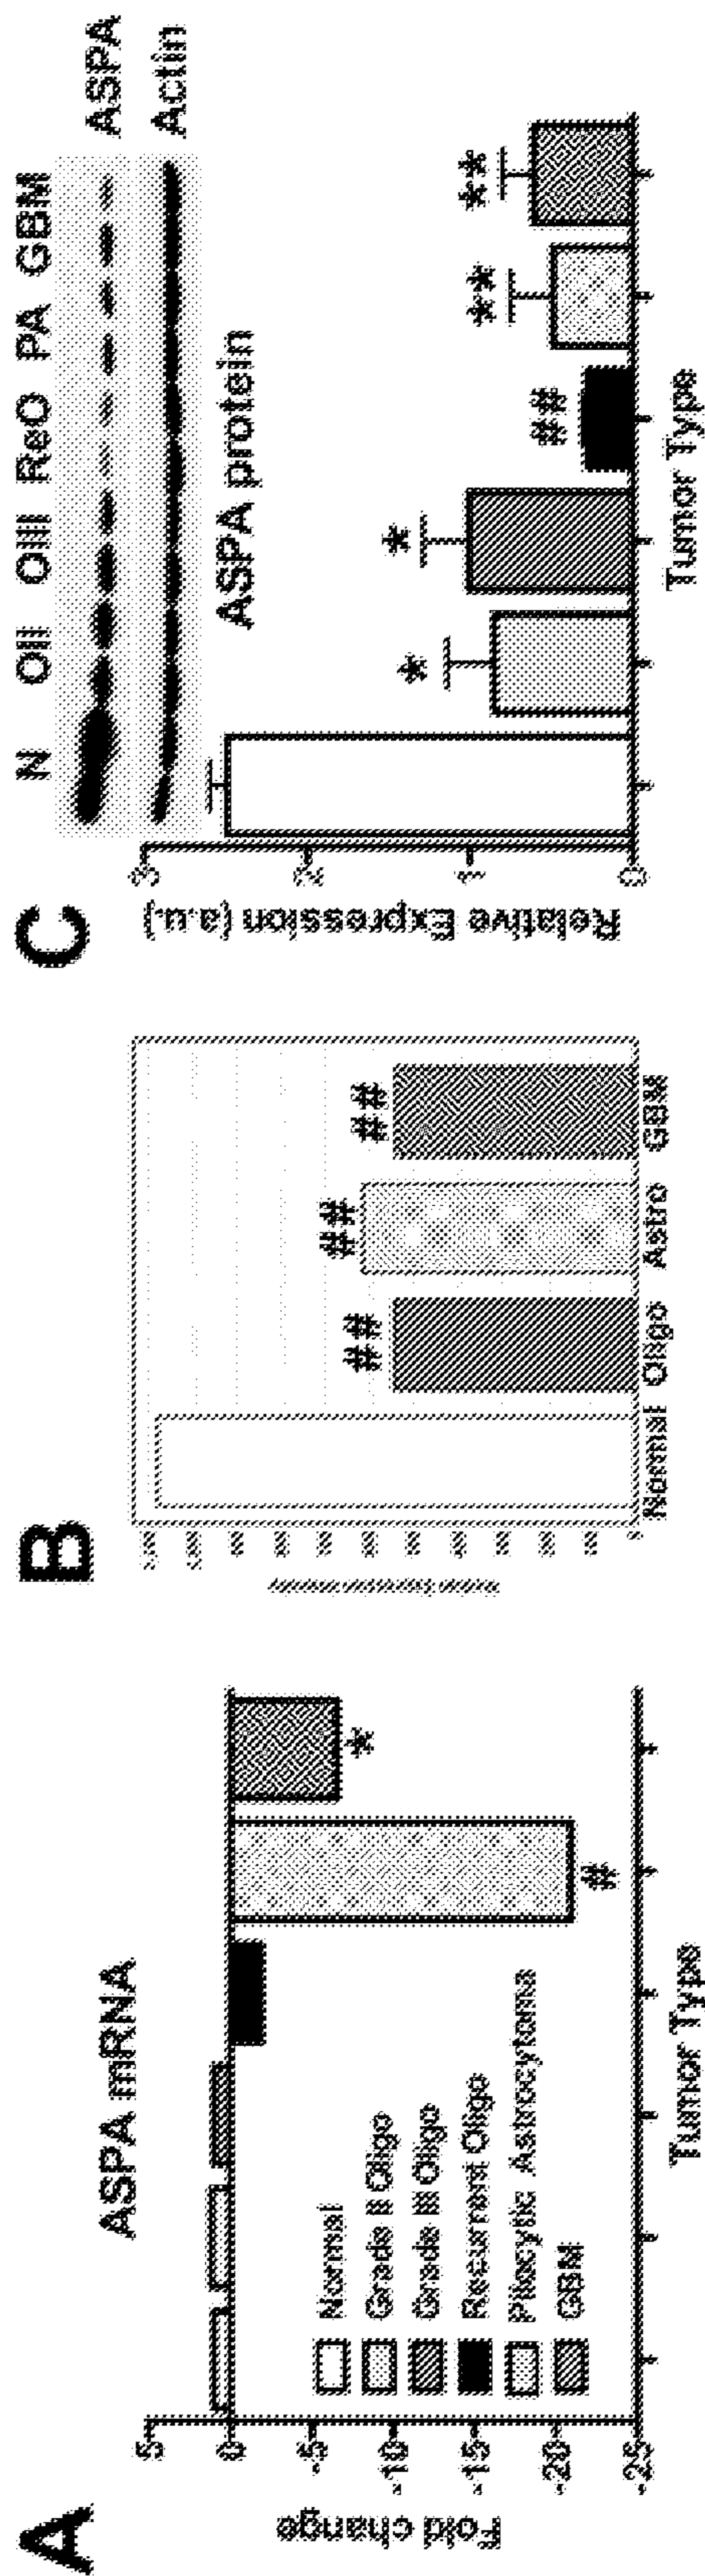 A
ASPA mRNA
Fold change
5
0
-5
-10
-15
-20
-25
Normal
Grade II Oligo
Grade III Oligo
Recurrent Oligo
Pilocytic Astrocytoma
GBM
#
*
Tumor Type
B
##
##
##
Normal Oligo Astro GBM
C
N OII OIII ReO PA GBM
ASPA
Actin
ASPA protein
Relative Expression (a.u.)
3
2
1
0
*
*
##
**
**
Tumor Type